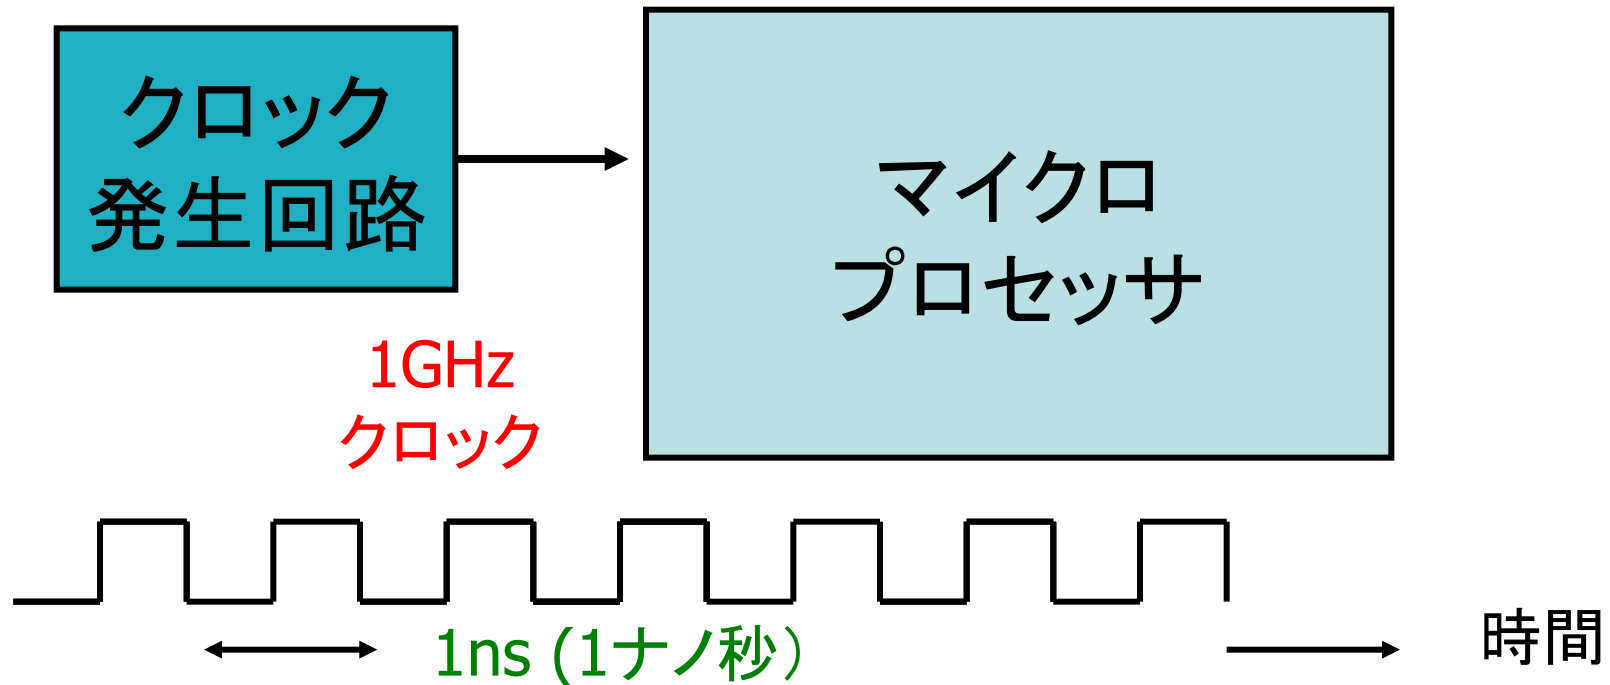 クロック
発生回路
マイクロ
プロセッサ
1GHz
クロック
1ns (1ナノ秒）
時間